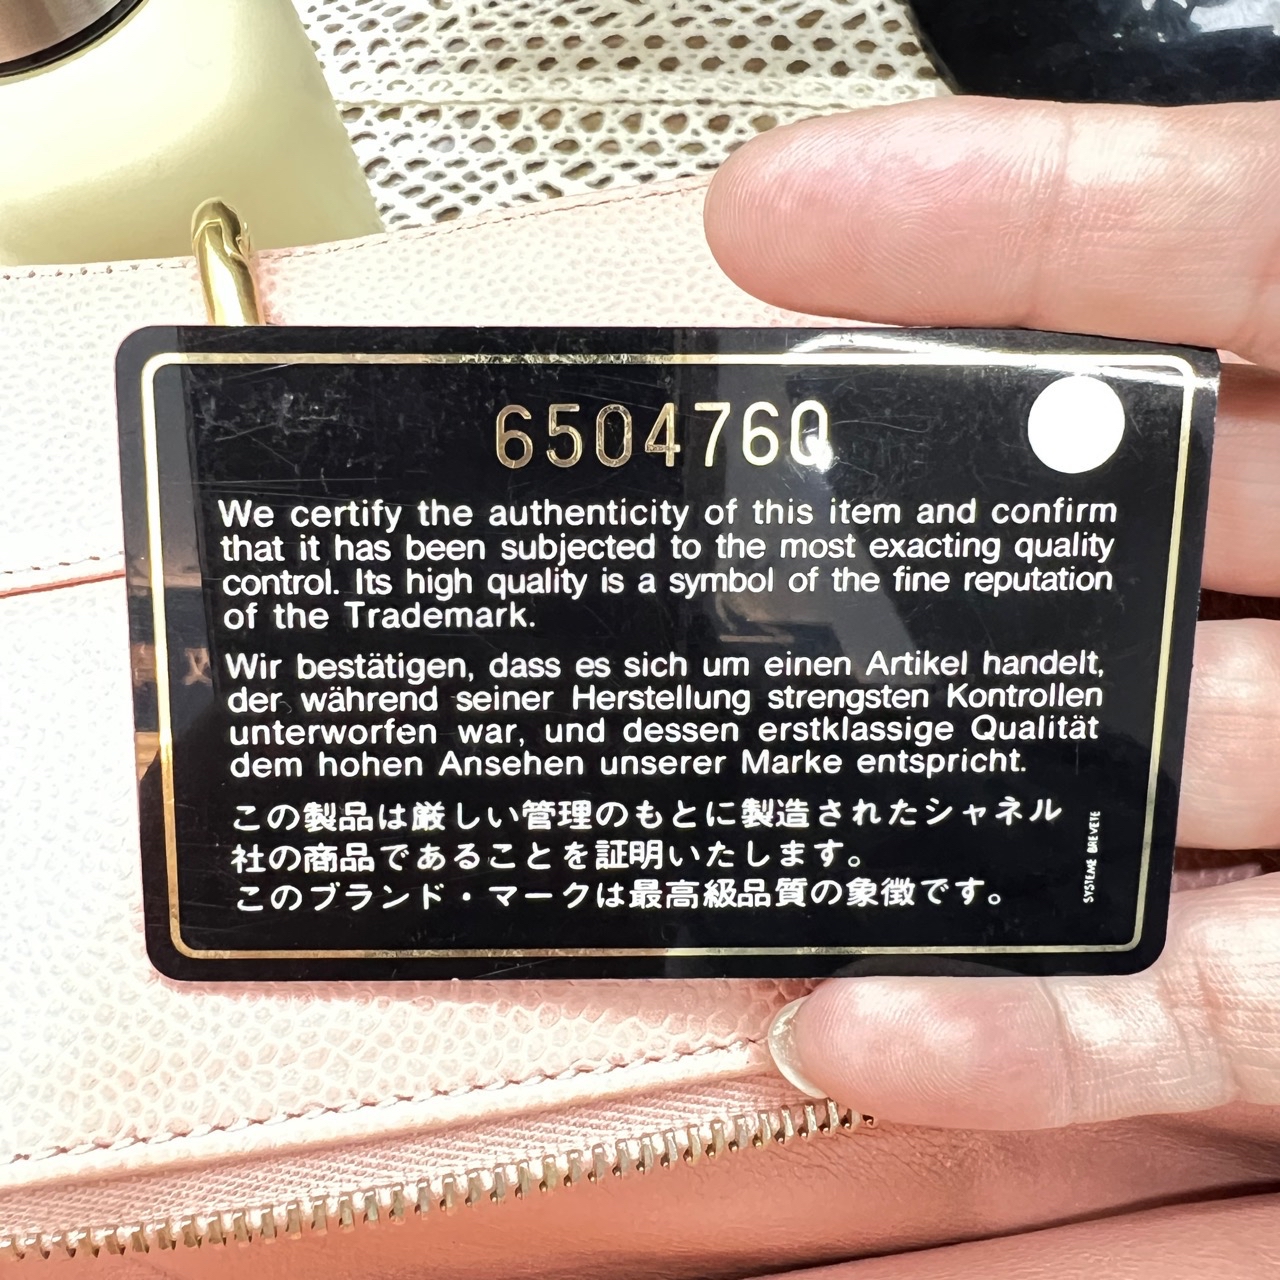 6504760
We certify the authenticity of this item and confirm
that it has been subjected to the most exacting quality
control. Its high quality is a symbol of the fine reputation
of the Trademark.
Wir bestätigen, dass es sich um einen Artikel handelt,
der während seiner Herstellung strengsten Kontrollen
unterworfen war, und dessen erstklassige Qualität
dem hohen Ansehen unserer Marke entspricht.
この製品は厳しい管理のもとに製造されたシャネル
社の商品であることを証明いたします。
このブランド・マークは最高級品質の象徴です。
SYSTEME BREVETE